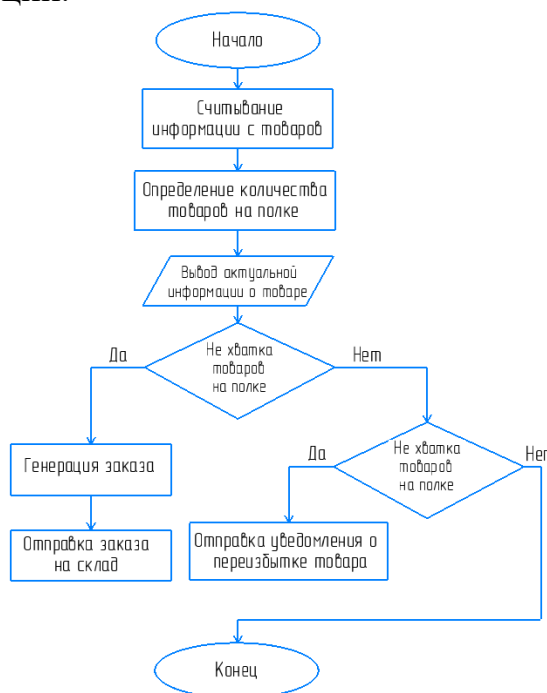 ции.
Начало
Считывание
информации с товаров
Определение количества
товаров на полке
Вывод актуальной
информации о товаре
Не хватка
товаров
на полке
Да
Нет
Генерация заказа
Отправка заказа
на склад
Не хватка
товаров
на полке
Да
Нет
Отправка уведомления о
переизбытке товара
Конец